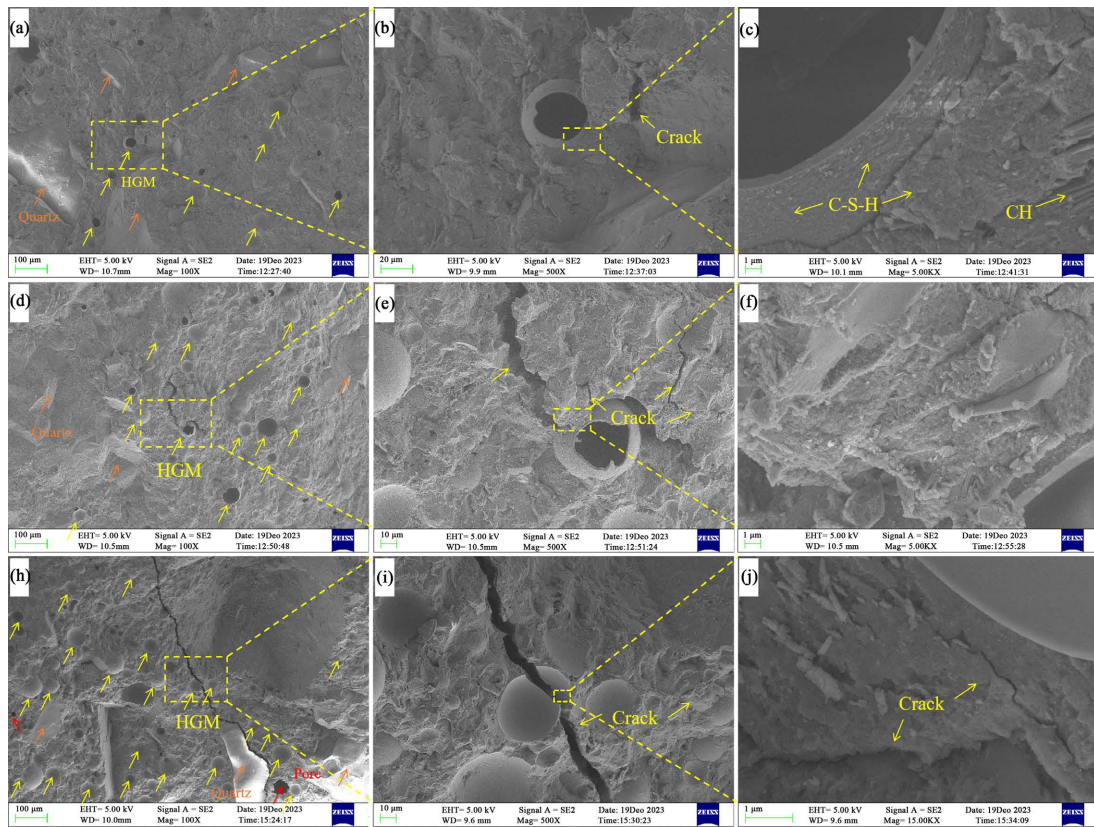 (a)
Quartz
HGM
100 μm
EHT= 5.00 kV
WD= 10.7mm
Signal A = SE2
Mag= 100X
Date: 19Deo 2023
Time:12:27:40
ZEISS
(b)
Crack
20 μm
EHT= 5.00 kV
WD= 9.9 mm
Signal A = SE2
Mag= 500X
Date: 19Deo 2023
Time:12:37:03
ZEISS
(c)
C-S-H
CH
1 μm
EHT= 5.00 kV
WD= 10.1 mm
Signal A = SE2
Mag= 5.00KX
Date: 19Deo 2023
Time:12:41:31
ZEISS
(d)
Quartz
HGM
100 μm
EHT= 5.00 kV
WD= 10.5mm
Signal A = SE2
Mag= 100X
Date: 19Deo 2023
Time:12:50:48
ZEISS
(e)
Crack
10 μm
EHT= 5.00 kV
WD= 10.5mm
Signal A = SE2
Mag= 500X
Date: 19Deo 2023
Time:12:51:24
ZEISS
(f)
1 μm
EHT= 5.00 kV
WD= 10.5 mm
Signal A = SE2
Mag= 5.00KX
Date: 19Deo 2023
Time:12:55:28
ZEISS
(h)
HGM
Quartz
Pore
100 μm
EHT= 5.00 kV
WD= 10.0mm
Signal A = SE2
Mag= 100X
Date: 19Deo 2023
Time:15:24:17
ZEISS
(i)
Crack
10 μm
EHT= 5.00 kV
WD= 9.6 mm
Signal A = SE2
Mag= 500X
Date: 19Deo 2023
Time:15:30:23
ZEISS
(j)
Crack
1 μm
EHT= 5.00 kV
WD= 9.6 mm
Signal A = SE2
Mag= 15.00KX
Date: 19Deo 2023
Time:15:34:09
ZEISS